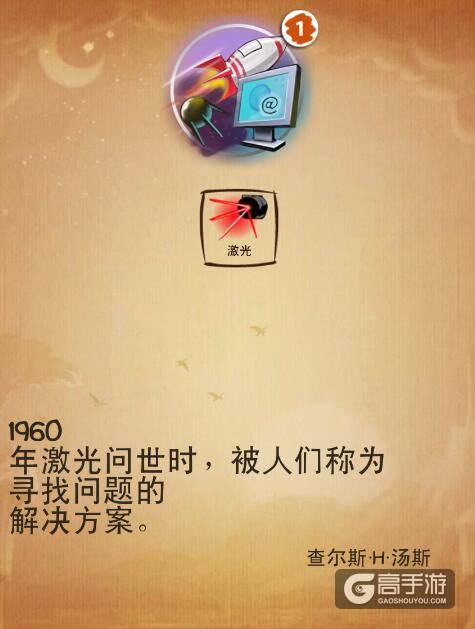 1
@
激光
1960
年激光问世时，被人们称为
寻找问题的
解决方案。
查尔斯·H·汤斯
G 高手游
GAOSHOUYOU.COM